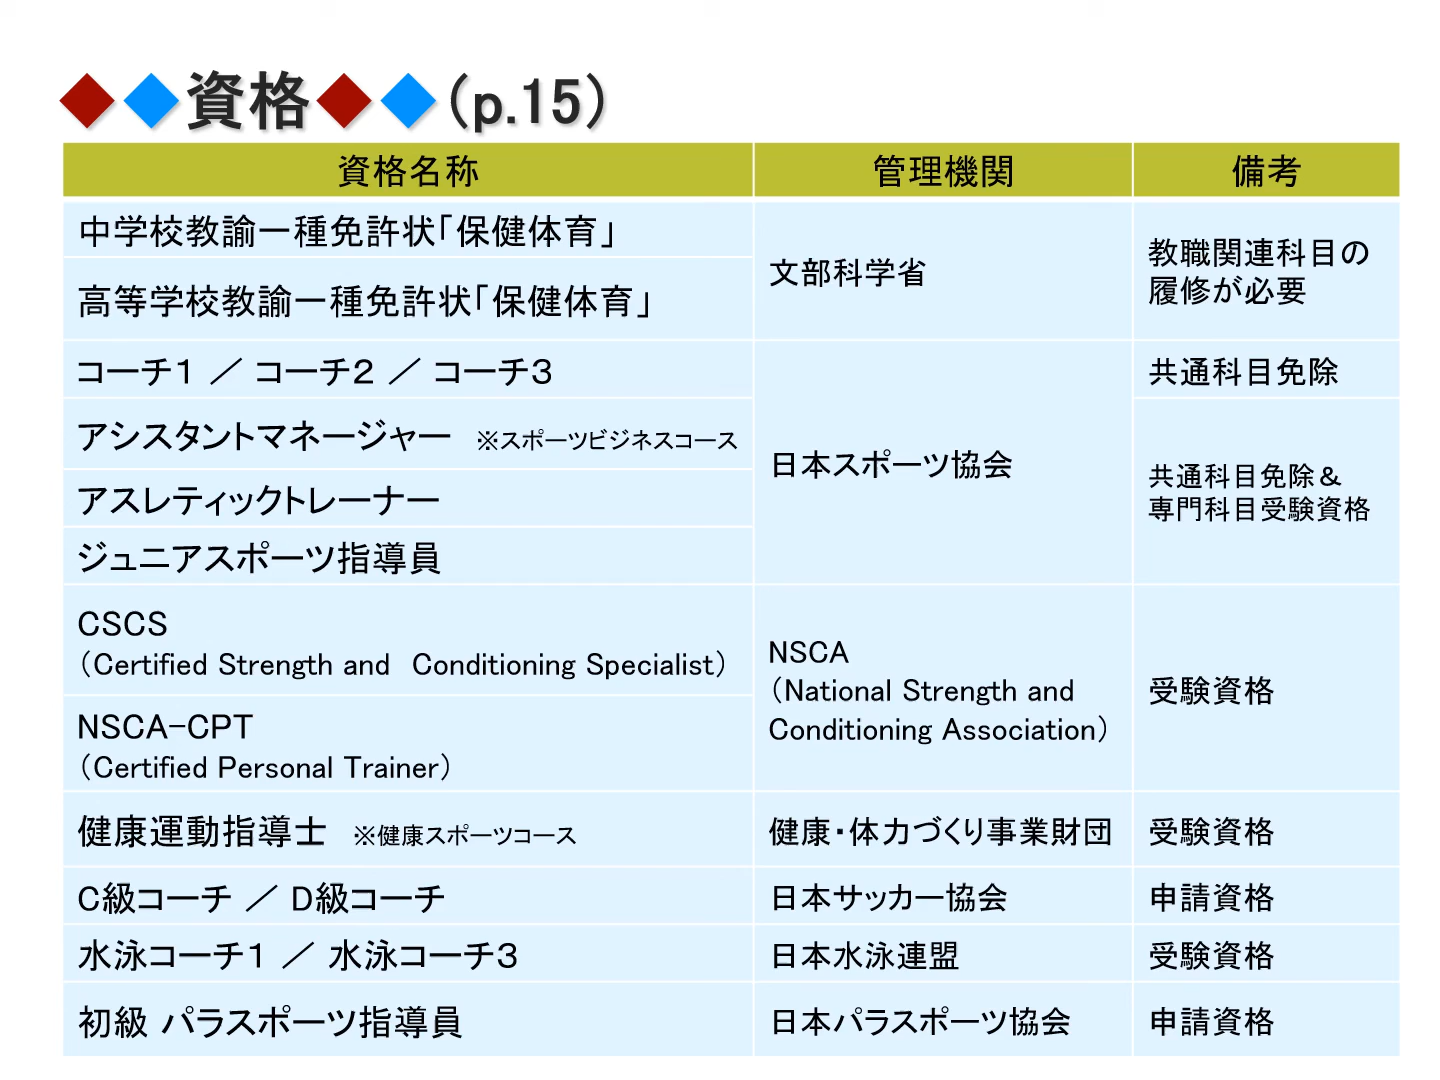 ◆◆資格◆◆(p.15)
資格名称 管理機関 備考
中学校教諭一種免許状「保健体育」
高等学校教諭一種免許状「保健体育」
文部科学省
教職関連科目の
履修が必要
コーチ1 ／ コーチ2 ／ コーチ3
日本スポーツ協会
共通科目免除
アシスタントマネージャー ※スポーツビジネスコース
アスレティックトレーナー
ジュニアスポーツ指導員
共通科目免除＆
専門科目受験資格
CSCS
（Certified Strength and Conditioning Specialist）
NSCA-CPT
（Certified Personal Trainer）
NSCA
（National Strength and
Conditioning Association）
受験資格
健康運動指導士 ※健康スポーツコース 健康・体力づくり事業財団 受験資格
C級コーチ ／ D級コーチ 日本サッカー協会 申請資格
水泳コーチ1 ／ 水泳コーチ3 日本水泳連盟 受験資格
初級 パラスポーツ指導員 日本パラスポーツ協会 申請資格